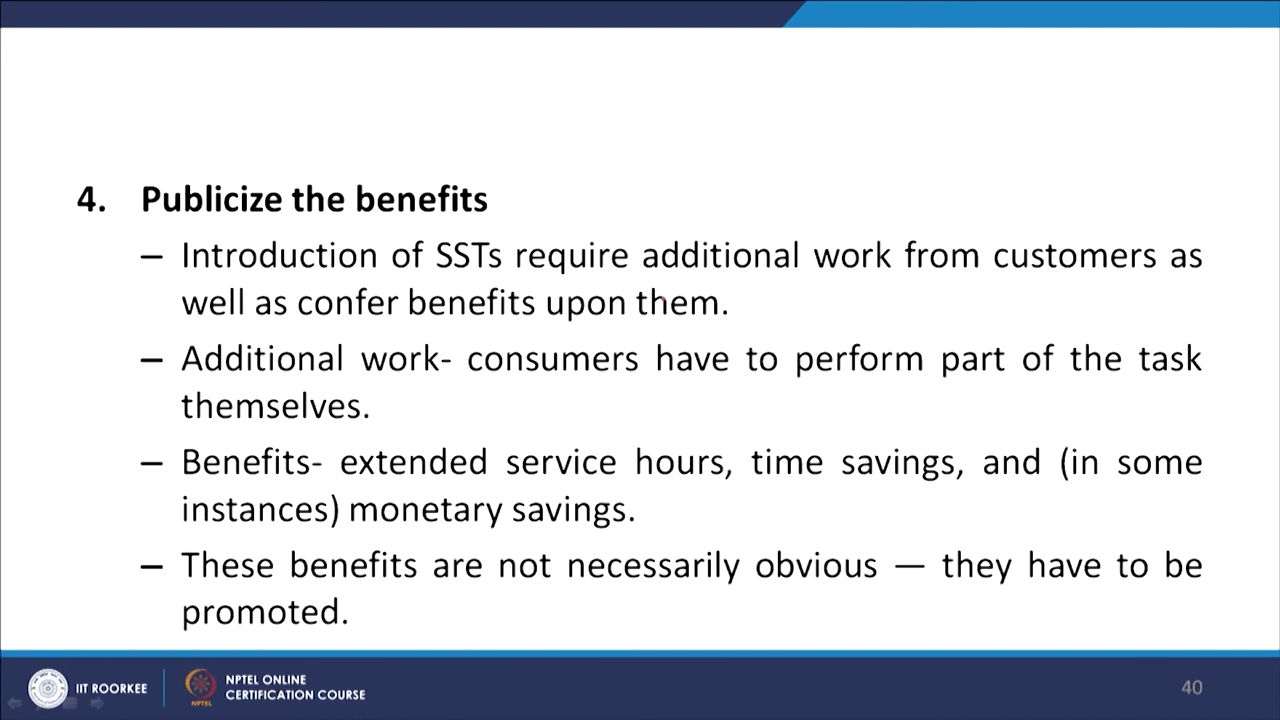 4. Publicize the benefits
– Introduction of SSTs require additional work from customers as
well as confer benefits upon them.
– Additional work- consumers have to perform part of the task
themselves.
– Benefits- extended service hours, time savings, and (in some
instances) monetary savings.
– These benefits are not necessarily obvious — they have to be
promoted.
IIT ROORKEE
NPTEL
NPTEL ONLINE
CERTIFICATION COURSE
40